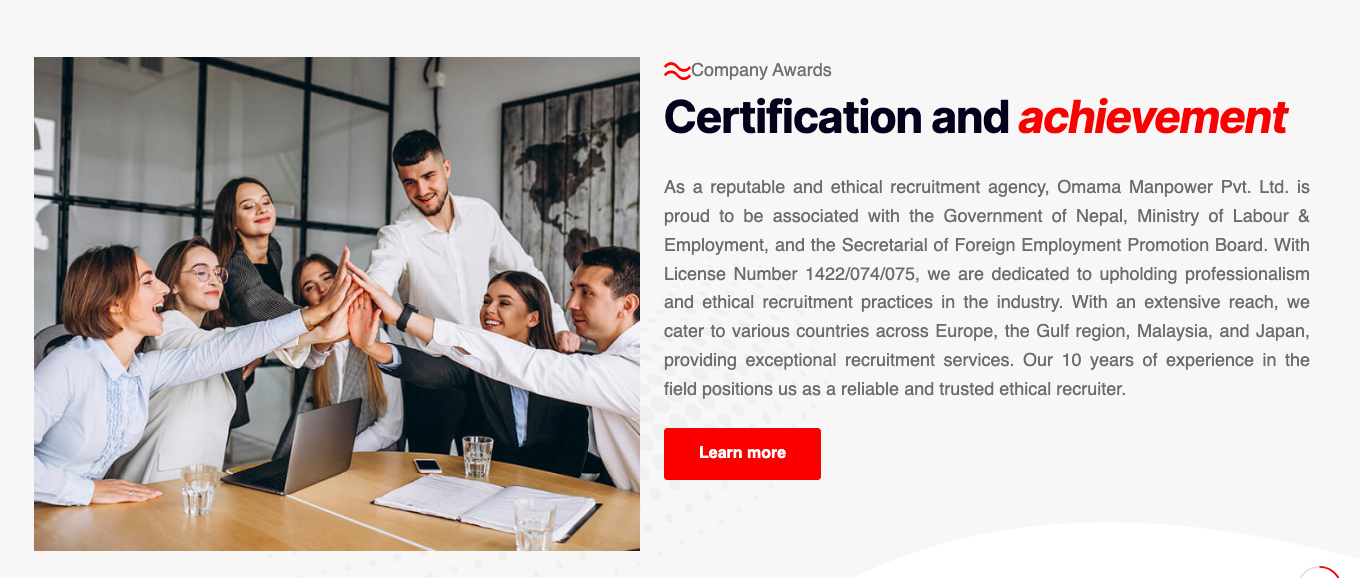 Company Awards
Certification and achievement
As a reputable and ethical recruitment agency, Omama Manpower Pvt. Ltd. is
proud to be associated with the Government of Nepal, Ministry of Labour &
Employment, and the Secretarial of Foreign Employment Promotion Board. With
License Number 1422/074/075, we are dedicated to upholding professionalism
and ethical recruitment practices in the industry. With an extensive reach, we
cater to various countries across Europe, the Gulf region, Malaysia, and Japan,
providing exceptional recruitment services. Our 10 years of experience in the
field positions us as a reliable and trusted ethical recruiter.
Learn more